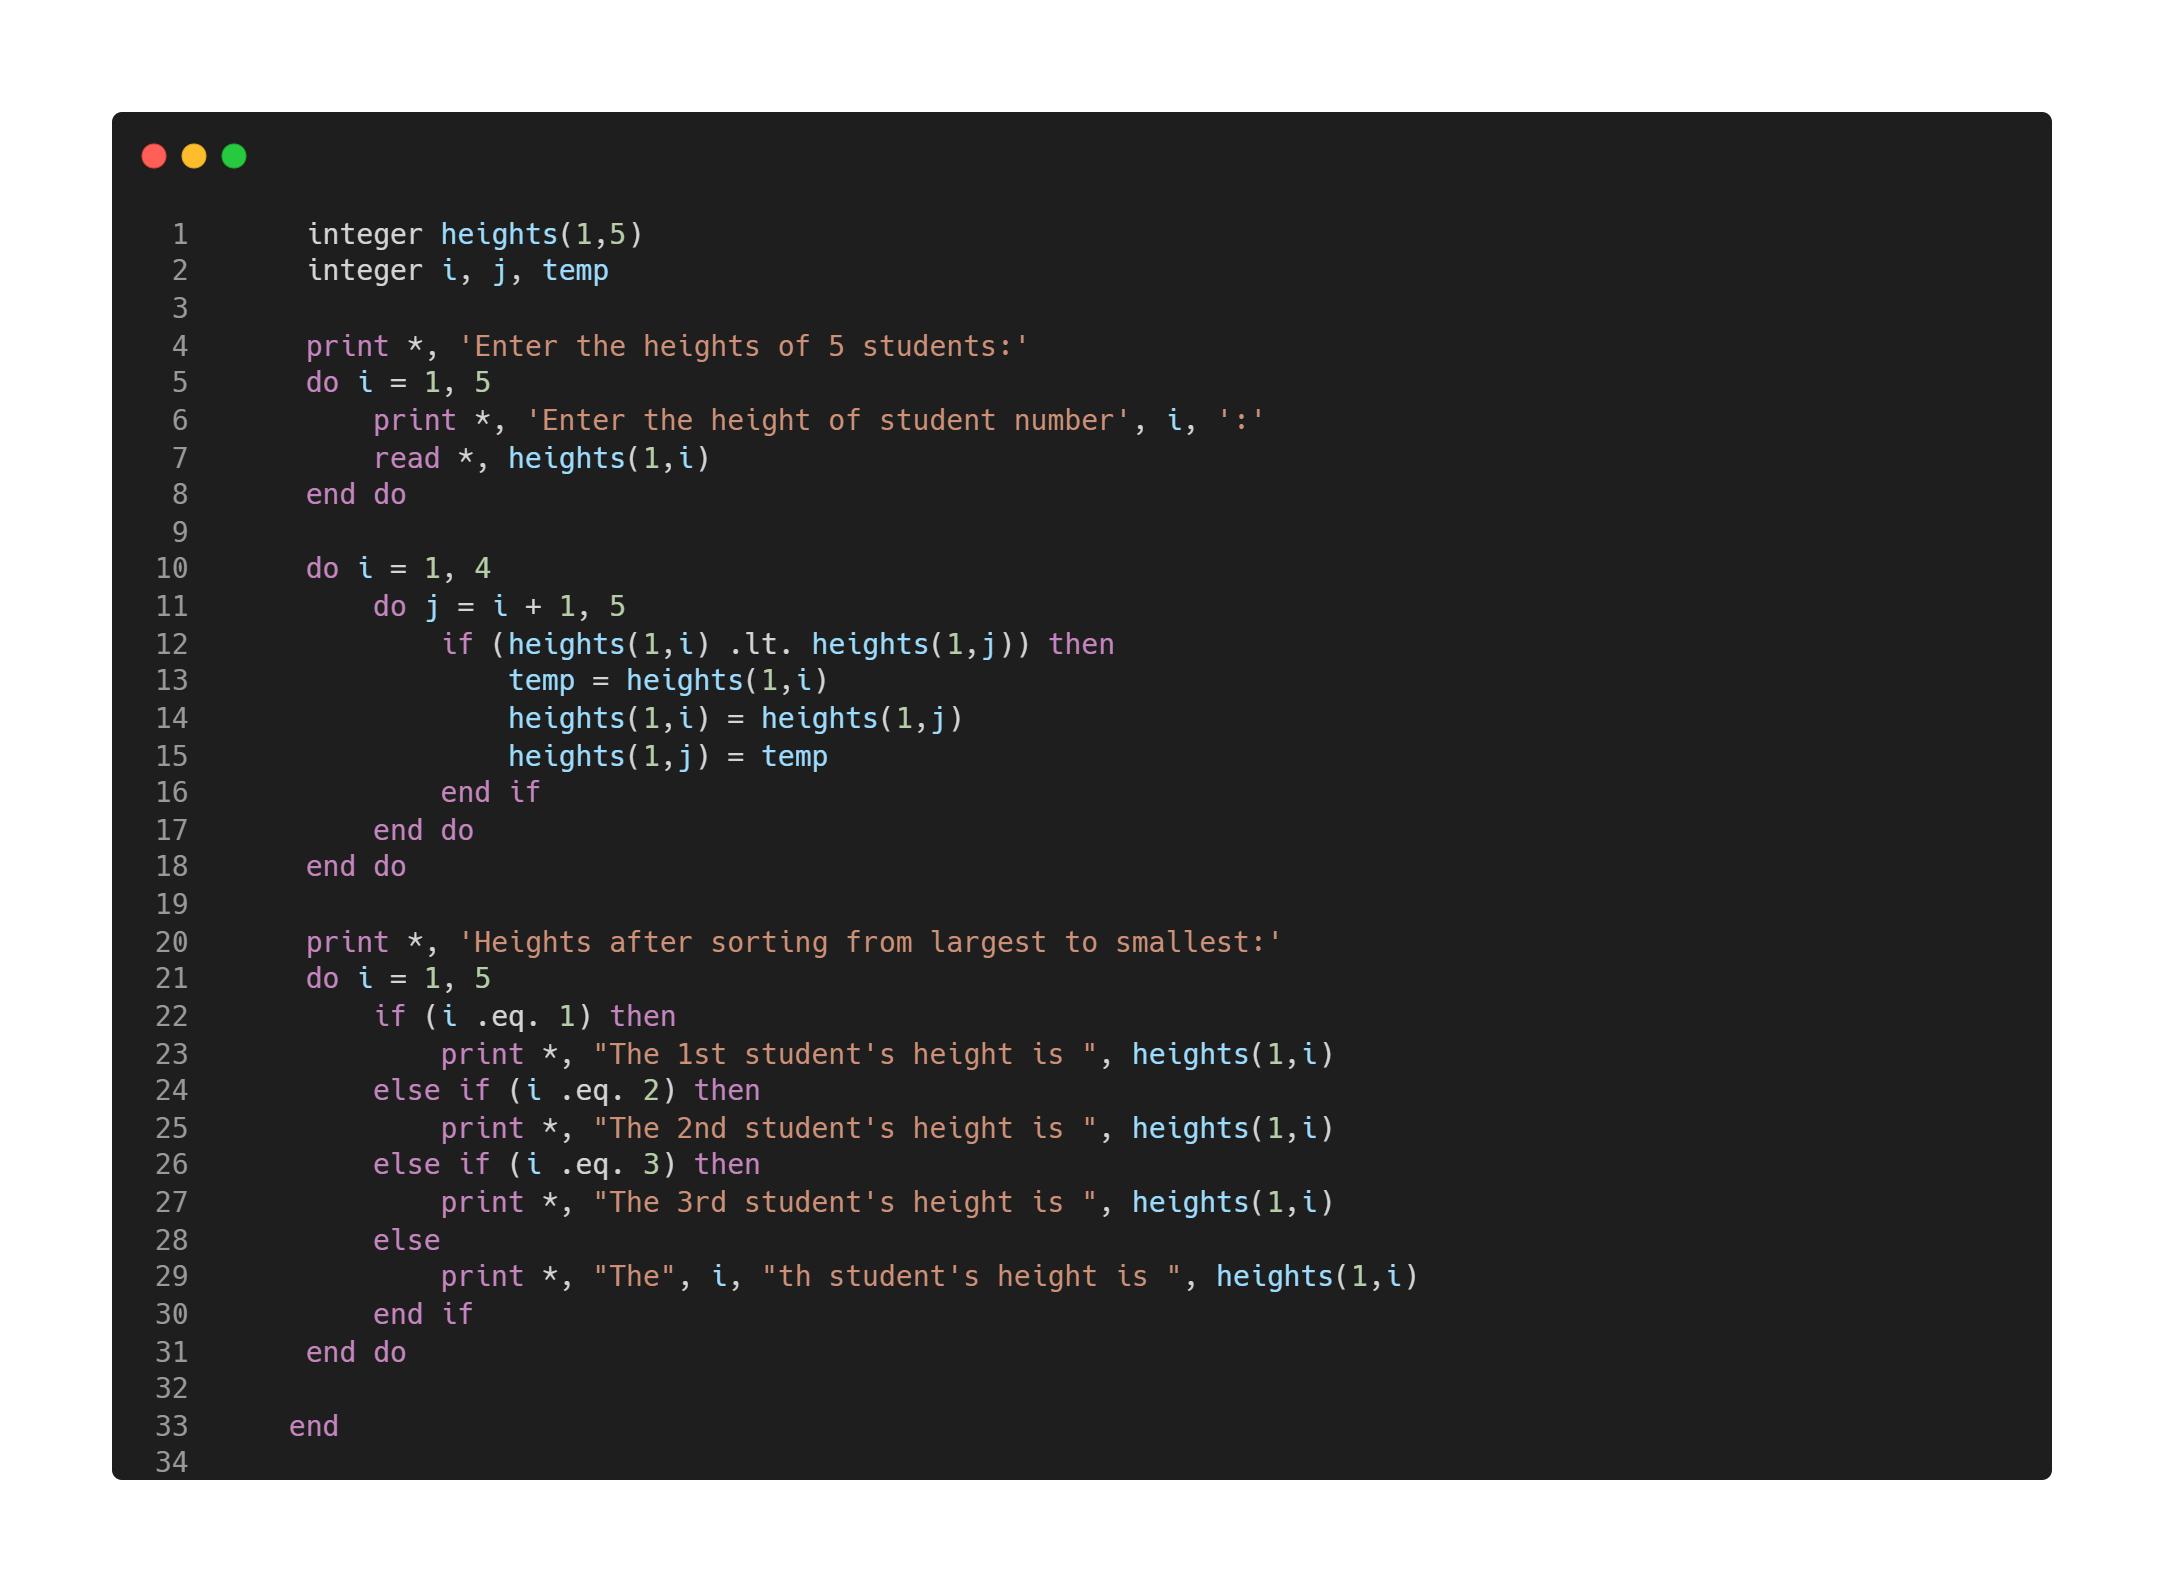 1 integer heights(1,5)
2 integer i, j, temp
3
4 print *, 'Enter the heights of 5 students:'
5 do i = 1, 5
6 print *, 'Enter the height of student number', i, ':'
7 read *, heights(1,i)
8 end do
9
10 do i = 1, 4
11 do j = i + 1, 5
12 if (heights(1,i) .lt. heights(1,j)) then
13 temp = heights(1,i)
14 heights(1,i) = heights(1,j)
15 heights(1,j) = temp
16 end if
17 end do
18 end do
19
20 print *, 'Heights after sorting from largest to smallest:'
21 do i = 1, 5
22 if (i .eq. 1) then
23 print *, "The 1st student's height is ", heights(1,i)
24 else if (i .eq. 2) then
25 print *, "The 2nd student's height is ", heights(1,i)
26 else if (i .eq. 3) then
27 print *, "The 3rd student's height is ", heights(1,i)
28 else
29 print *, "The", i, "th student's height is ", heights(1,i)
30 end if
31 end do
32
33 end
34